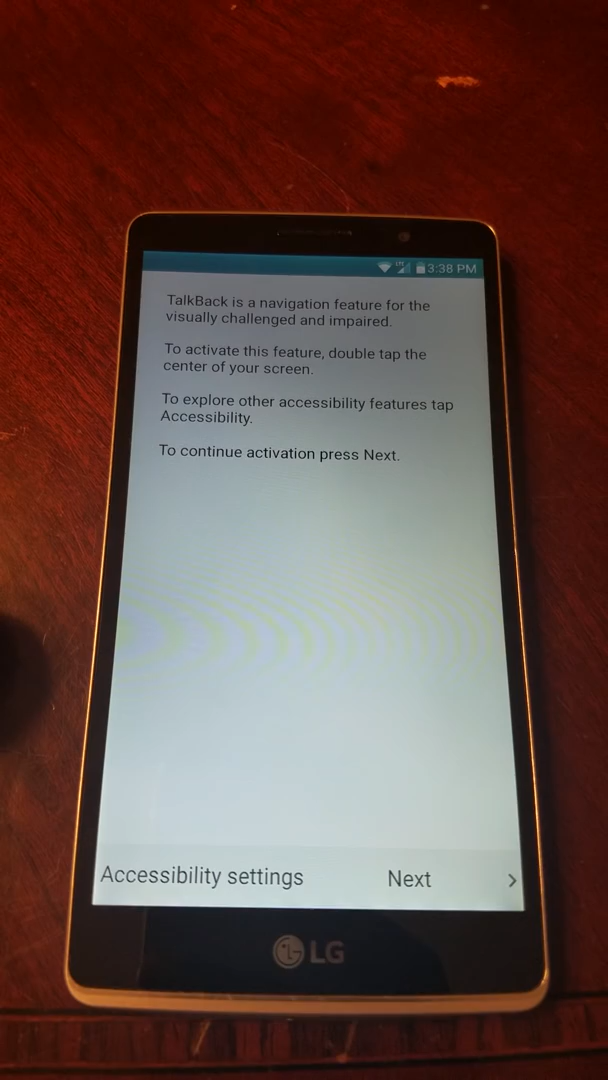 LTE
3:38 PM
TalkBack is a navigation feature for the
visually challenged and impaired.
To activate this feature, double tap the
center of your screen.
To explore other accessibility features tap
Accessibility.
To continue activation press Next.
Accessibility settings
Next
LG